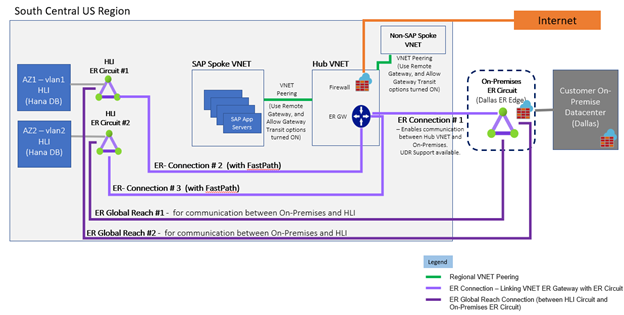 South Central US Region
Internet
Non-SAP Spoke
VNET
HLI
ER Circuit #1
SAP Spoke VNET
Hub VNET
VNET Peering
(Use Remote
Gateway, and Allow
Gateway Transit
options turned ON)
AZ1 – vlan1
HLI
(Hana DB)
VNET
Peering
(Use Remote
Gateway, and
Allow Gateway
Transit options
turned ON)
Firewall
On-Premises
ER Circuit
(Dallas ER Edge)
Customer On-
Premise
Datacenter
(Dallas)
HLI
ER Circuit #2
SAP App
Servers
ER GW
ER Connection # 1
– Enables communication
between Hub VNET and
On-Premises.
UDR Support available.
AZ2 – vlan2
HLI
(Hana DB)
ER- Connection # 2 (with FastPath)
ER- Connection # 3 (with FastPath)
ER Global Reach #1 - for communication between On-Premises and HLI
ER Global Reach #2 - for communication between On-Premises and HLI
Legend
Regional VNET Peering
ER Connection – Linking VNET ER Gateway with ER Circuit
ER Global Reach Connection (between HLI Circuit and
On-Premises ER Circuit)